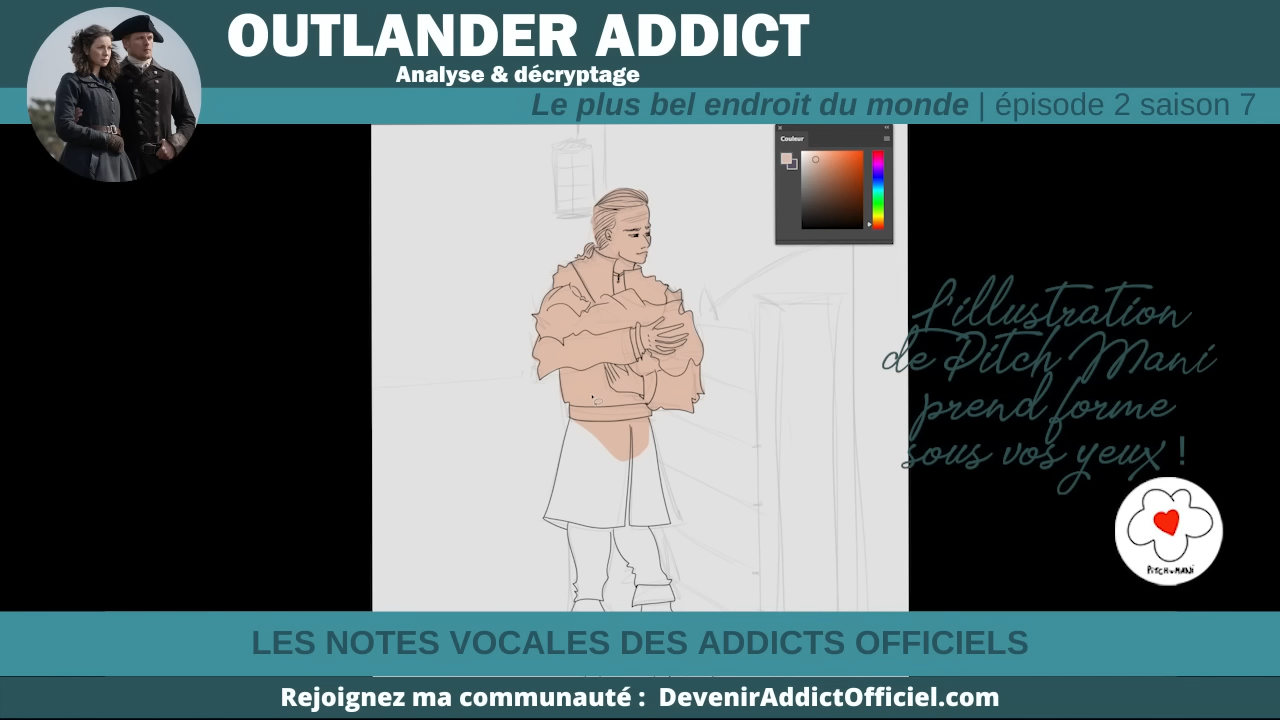 OUTLANDER ADDICT
Analyse & décryptage
Le plus bel endroit du monde | épisode 2 saison 7
Couleur
L'illustration
de Pitch Mani
prend forme
sous vos yeux !
PiTCH MANi
LES NOTES VOCALES DES ADDICTS OFFICIELS
Rejoignez ma communauté : DevenirAddictOfficiel.com